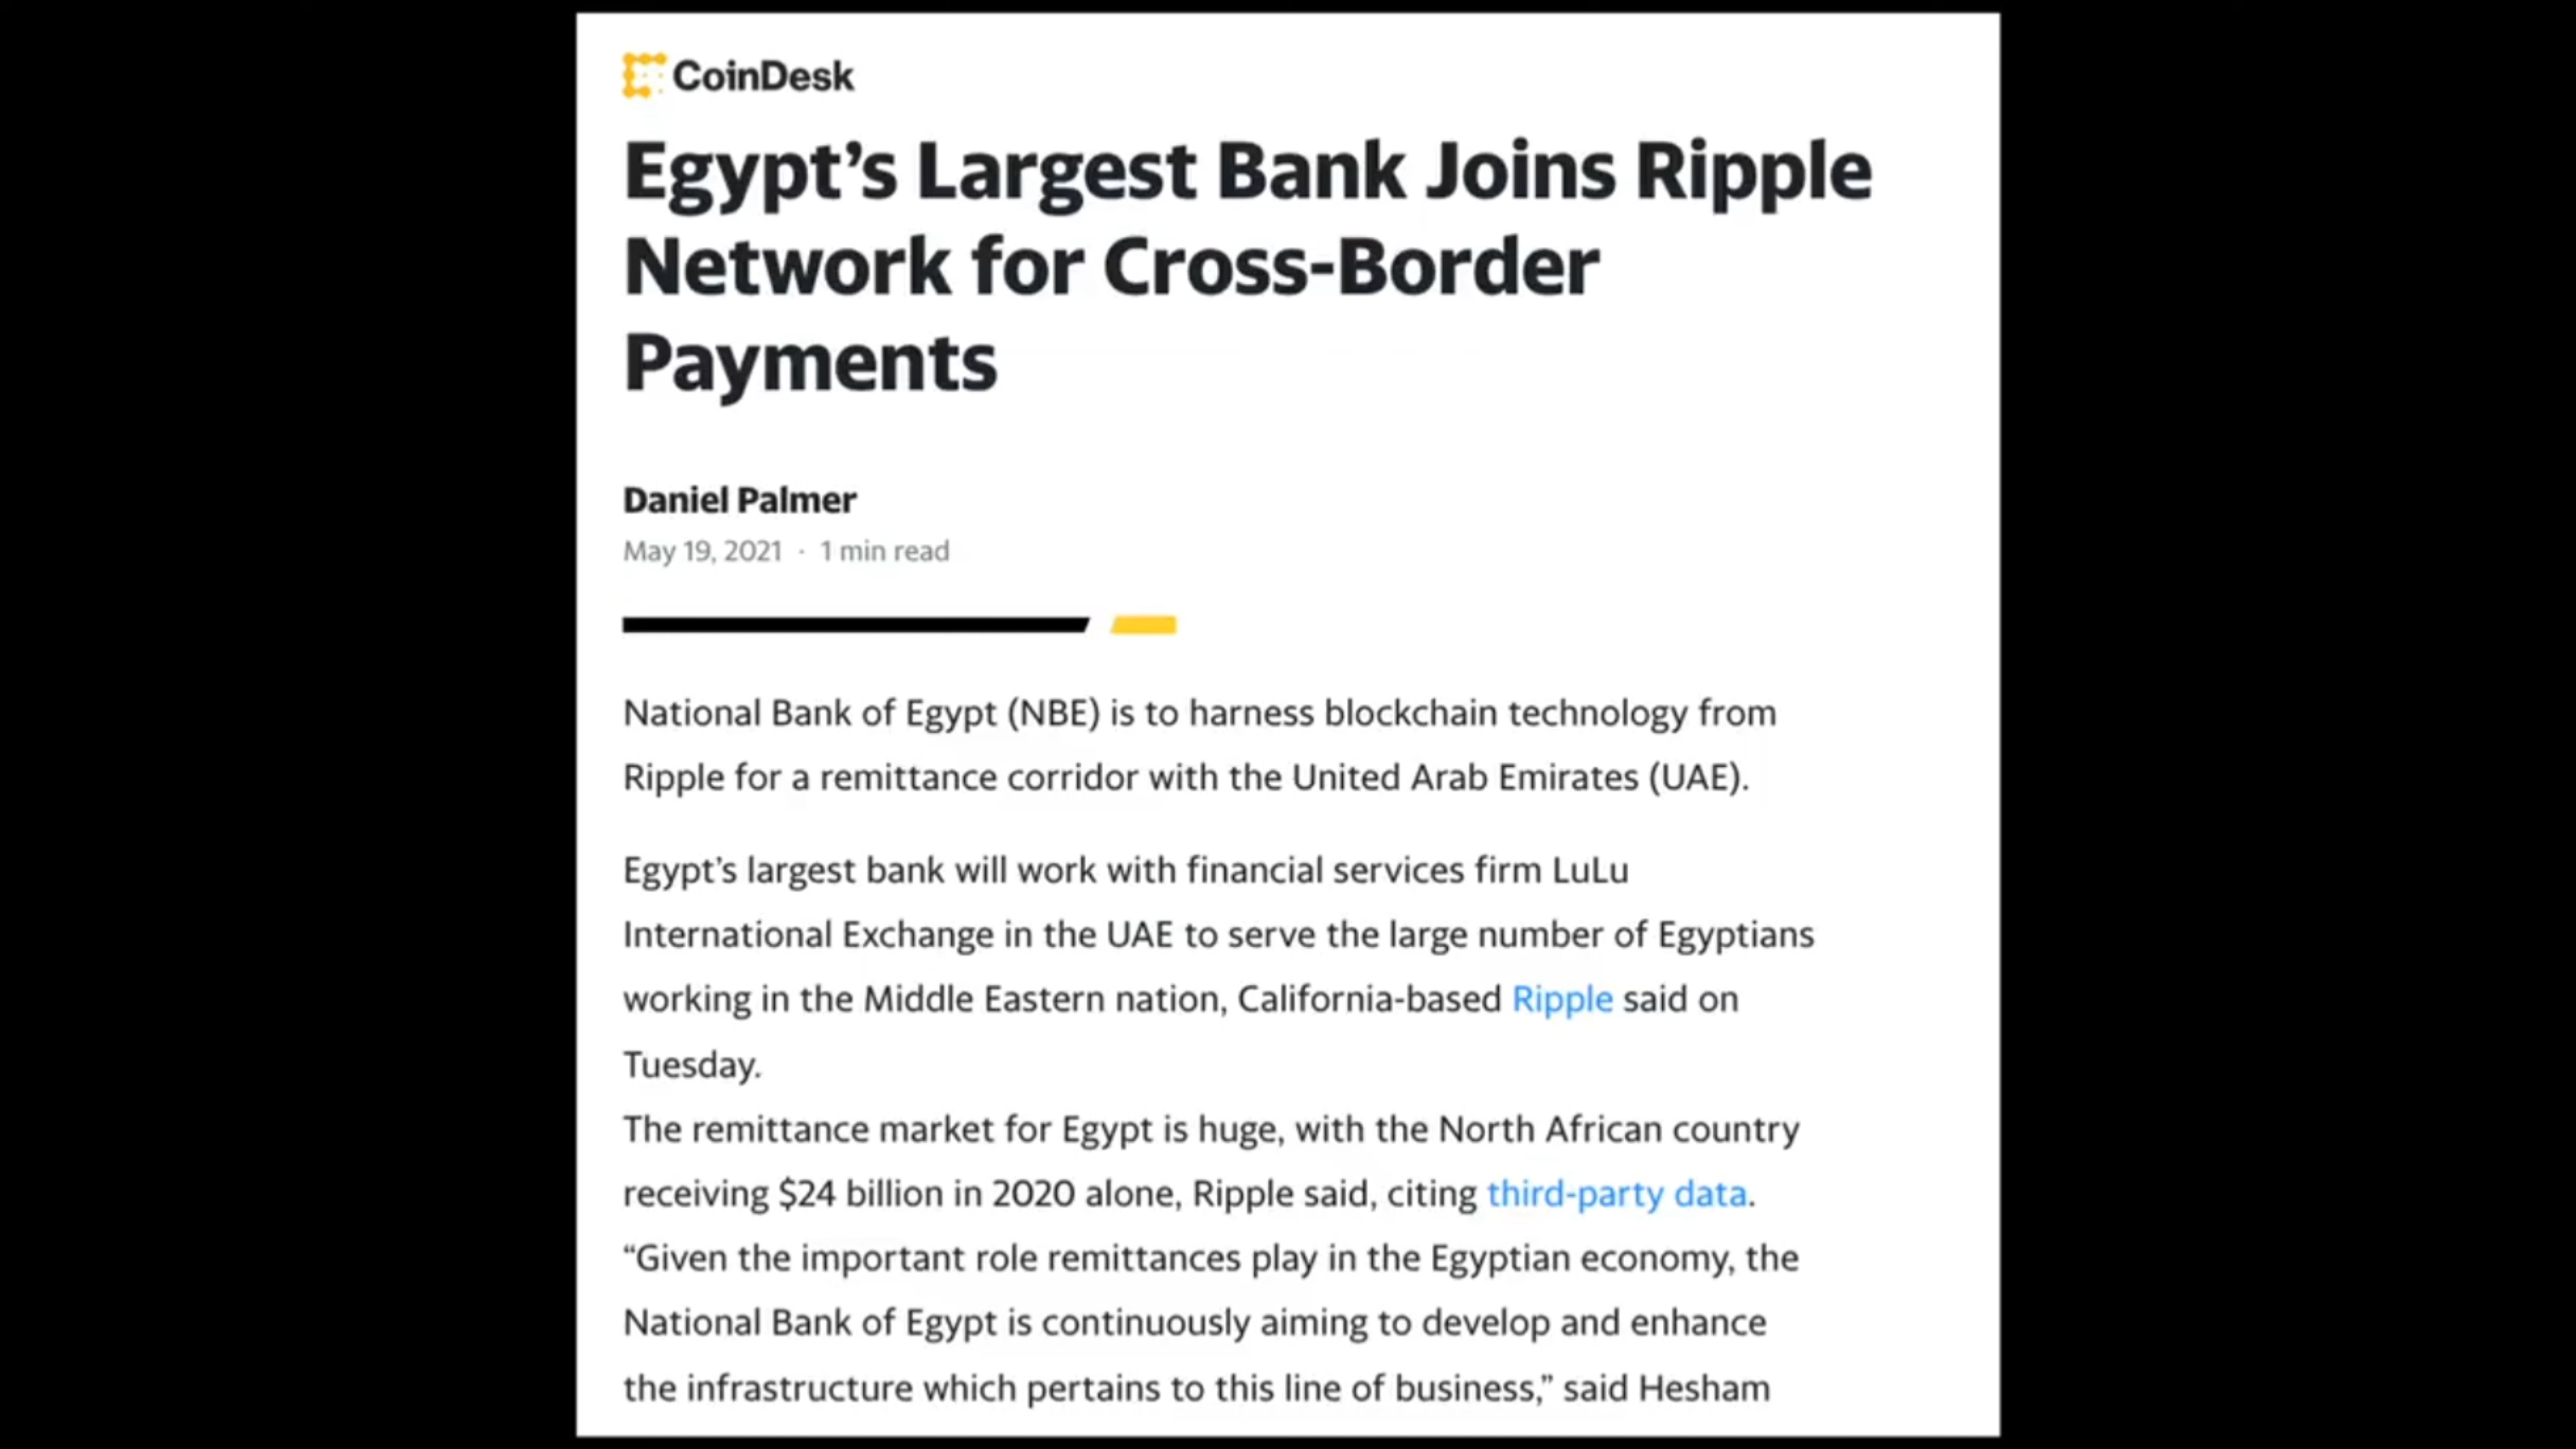 CoinDesk
Egypt’s Largest Bank Joins Ripple
Network for Cross-Border
Payments
Daniel Palmer
May 19, 2021 · 1 min read
National Bank of Egypt (NBE) is to harness blockchain technology from
Ripple for a remittance corridor with the United Arab Emirates (UAE).
Egypt’s largest bank will work with financial services firm LuLu
International Exchange in the UAE to serve the large number of Egyptians
working in the Middle Eastern nation, California-based Ripple said on
Tuesday.
The remittance market for Egypt is huge, with the North African country
receiving $24 billion in 2020 alone, Ripple said, citing third-party data.
“Given the important role remittances play in the Egyptian economy, the
National Bank of Egypt is continuously aiming to develop and enhance
the infrastructure which pertains to this line of business,” said Hesham